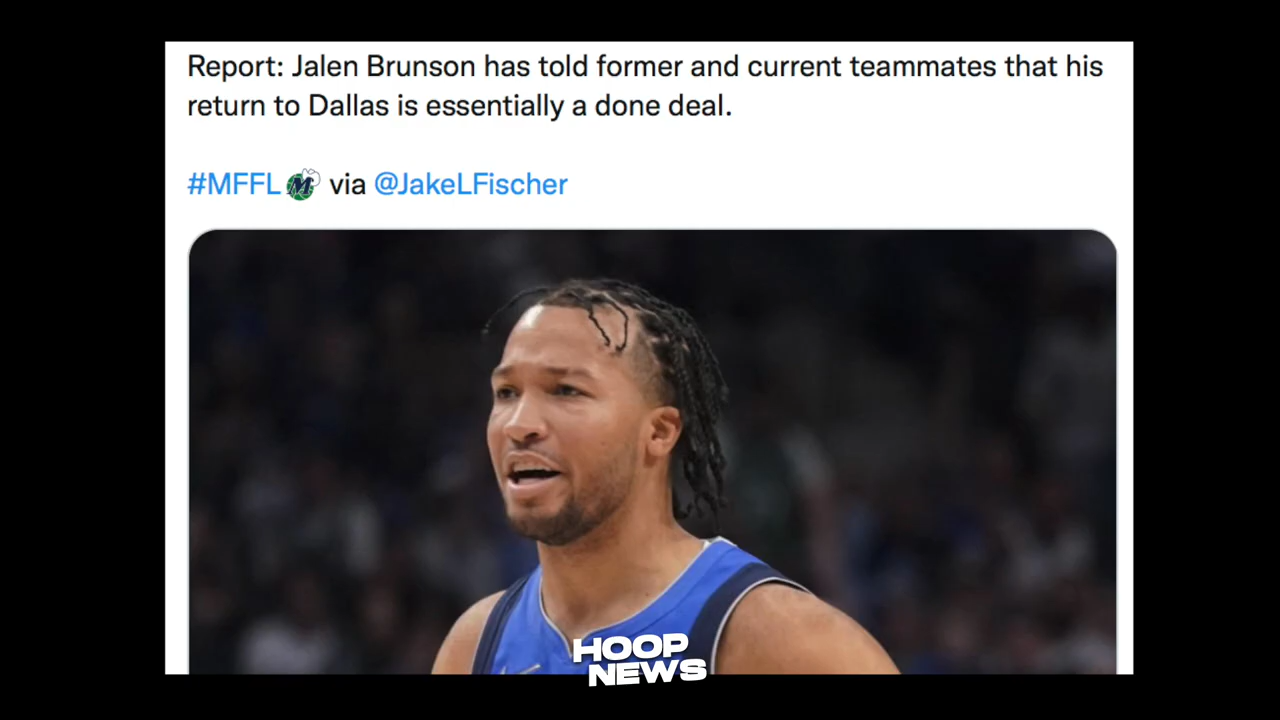 Report: Jalen Brunson has told former and current teammates that his
return to Dallas is essentially a done deal.
#MFFL via @JakeLFischer
HOOP
NEWS